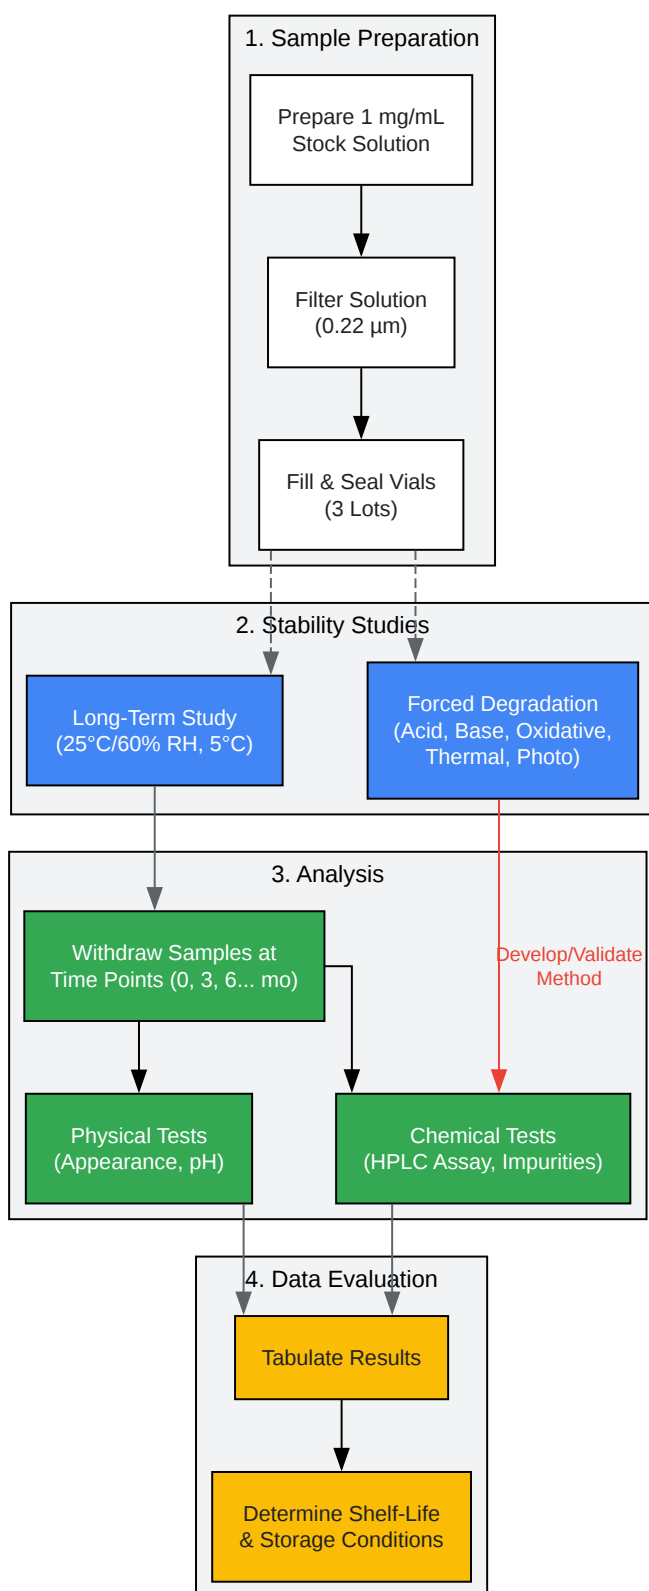 1. Sample Preparation
Prepare 1 mg/mL
Stock Solution
Filter Solution
(0.22 µm)
Fill & Seal Vials
(3 Lots)
2. Stability Studies
Long-Term Study
(25°C/60% RH, 5°C)
Forced Degradation
(Acid, Base, Oxidative,
Thermal, Photo)
3. Analysis
Withdraw Samples at
Time Points (0, 3, 6... mo)
Develop/Validate
Method
Physical Tests
(Appearance, pH)
Chemical Tests
(HPLC Assay, Impurities)
4. Data Evaluation
Tabulate Results
Determine Shelf-Life
& Storage Conditions